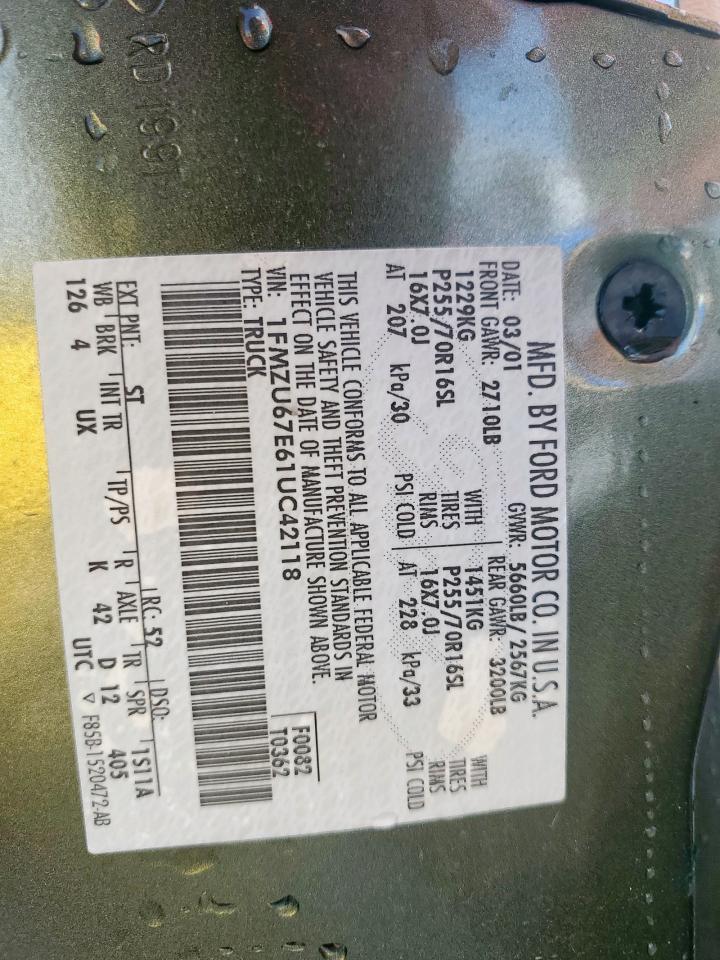 RD 1997
MFD. BY FORD MOTOR CO. IN U.S.A.
DATE: 03/01 GVWR: 5660LB / 2567KG
FRONT GAWR: 2710LB REAR GAWR: 3200LB
1229KG WITH 1451KG WITH
P255/70R16SL TIRES P255/70R16SL TIRES
16X7.0J RIMS 16X7.0J RIMS
AT 207 kPa/30 PSI COLD AT 228 kPa/33 PSI COLD
THIS VEHICLE CONFORMS TO ALL APPLICABLE FEDERAL MOTOR
VEHICLE SAFETY AND THEFT PREVENTION STANDARDS IN
EFFECT ON THE DATE OF MANUFACTURE SHOWN ABOVE.
VIN: 1FMZU67E61UC42118 F0082
TYPE: TRUCK T0362
EXT PNT: ST RC: 52 DSO:
WB BRK INT TR TP/PS R AXLE TR SPR 1S11A
126 4 UX K 42 D 12 405
UTC ▽ F85B-1520472-AB